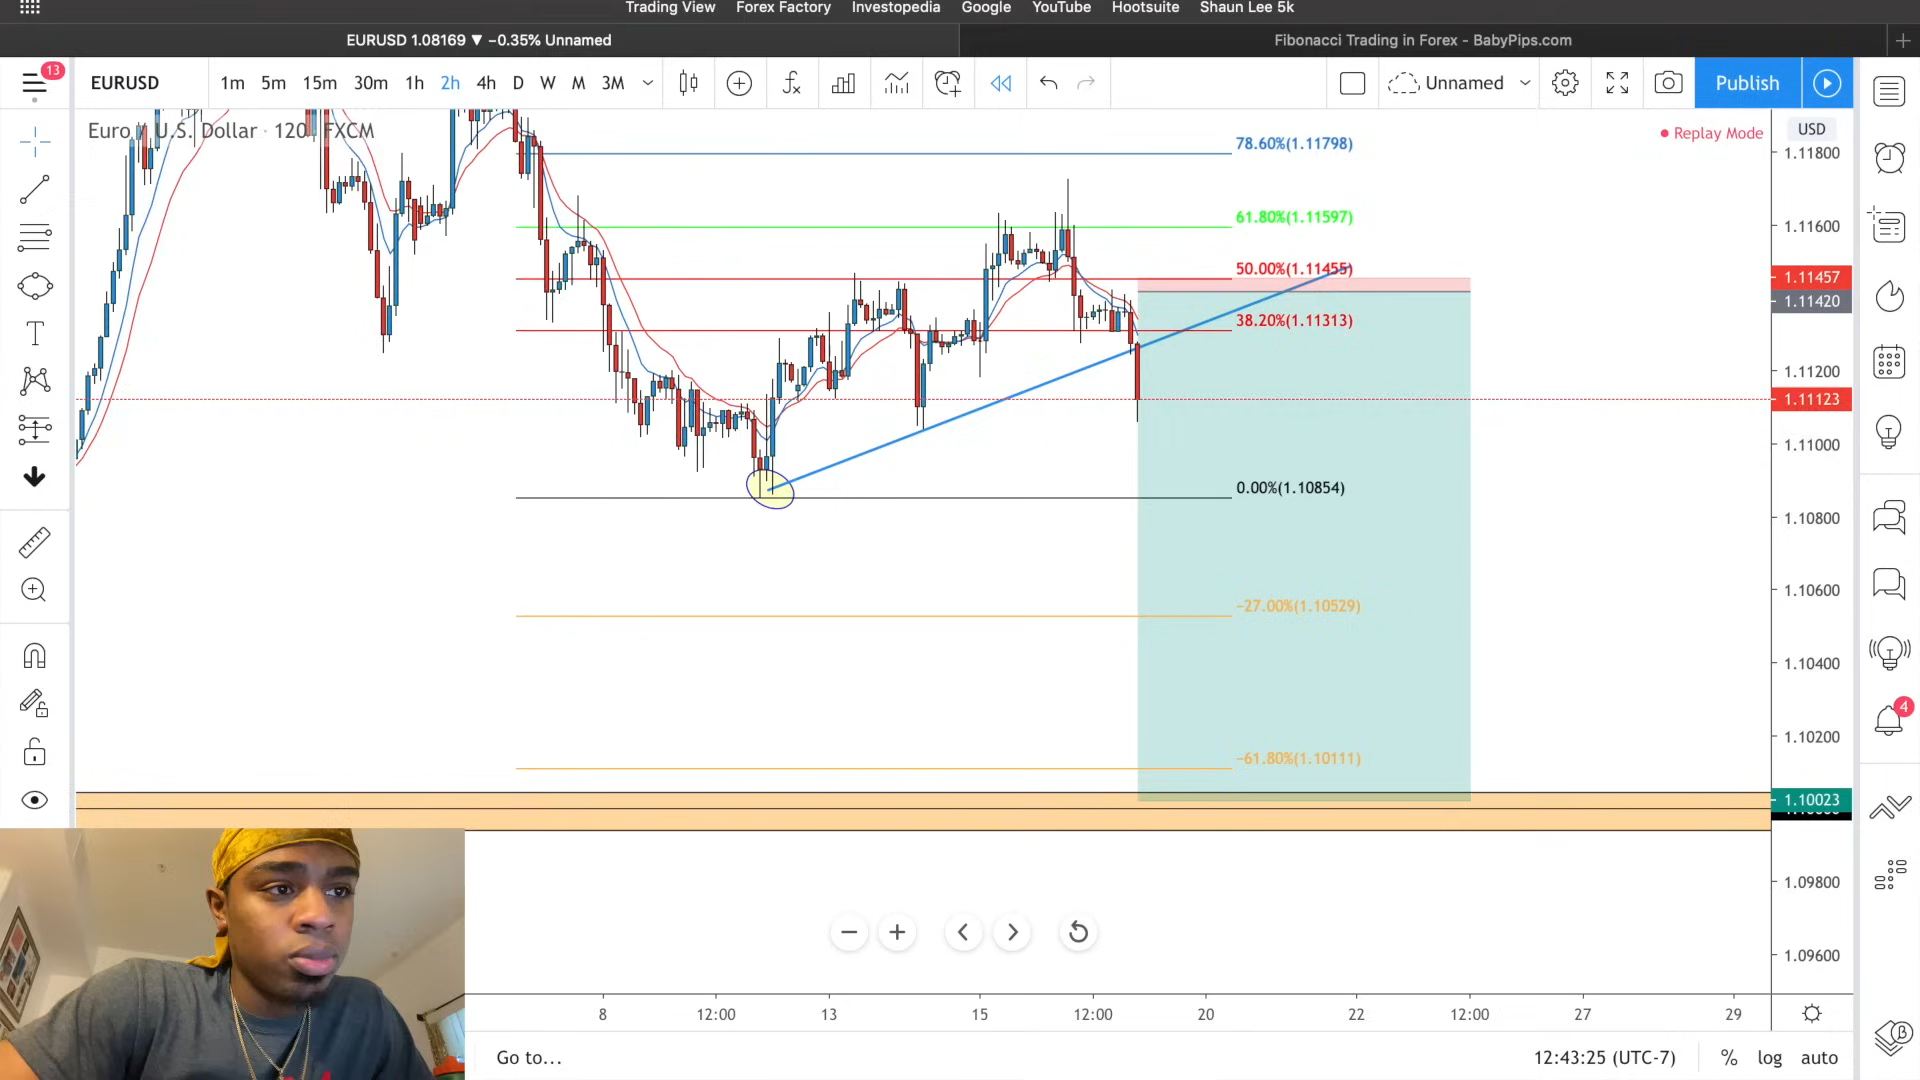 Trading View Forex Factory Investopedia Google YouTube Hootsuite Shaun Lee 5k
EURUSD 1.08169 ▼ −0.35% Unnamed
Fibonacci Trading in Forex - BabyPips.com
13
EURUSD 1m 5m 15m 30m 1h 2h 4h D W M 3M
Unnamed
Publish
Euro / U.S. Dollar · 120 · FXCM
Replay Mode
USD
78.60%(1.11798)
1.11800
61.80%(1.11597)
1.11600
50.00%(1.11455)
1.11457
1.11420
38.20%(1.11313)
1.11200
1.11123
1.11000
0.00%(1.10854)
1.10800
1.10600
−27.00%(1.10529)
1.10400
4
1.10200
−61.80%(1.10111)
1.10023
1.09800
1.09600
8 12:00 13 15 12:00 20 22 12:00 27 29
Go to...
12:43:25 (UTC-7) % log auto